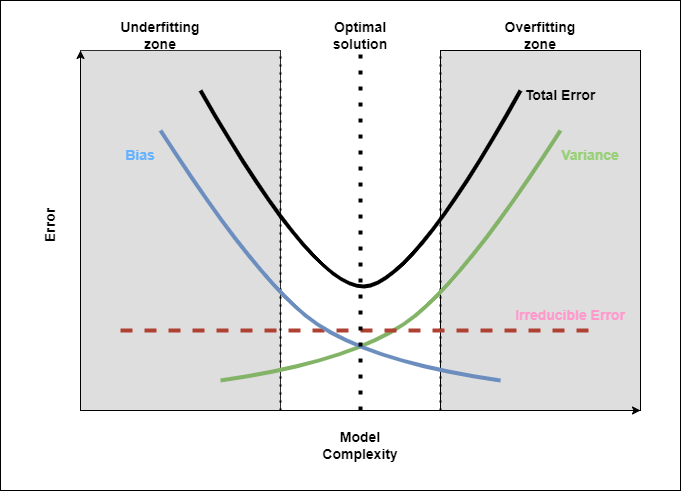 Underfitting
zone
Optimal
solution
Overfitting
zone
Total Error
Bias
Variance
Error
Irreducible Error
Model
Complexity